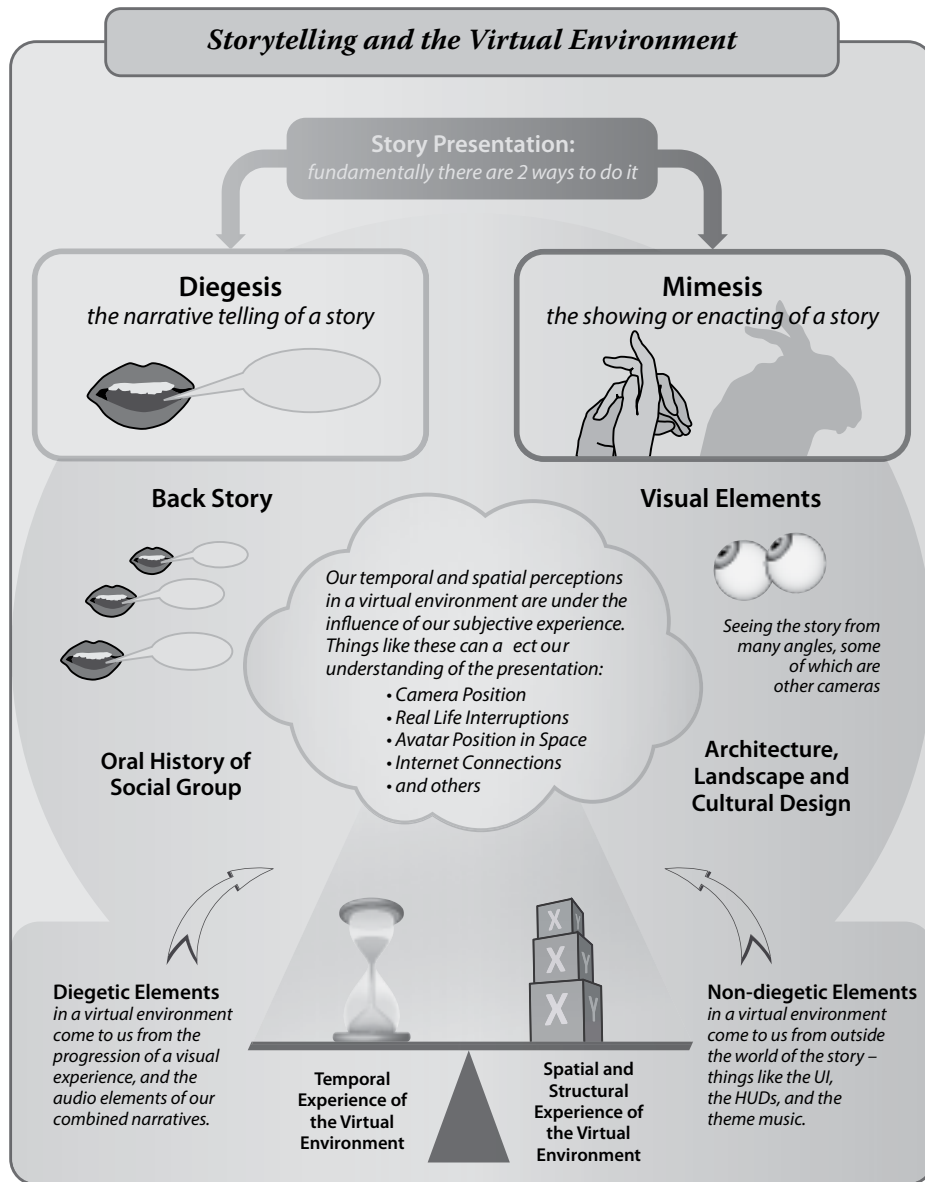 Storytelling and the Virtual Environment
Story Presentation:
fundamentally there are 2 ways to do it
Diegesis
the narrative telling of a story
Mimesis
the showing or enacting of a story
Back Story
Visual Elements
Our temporal and spatial perceptions
in a virtual environment are under the
influence of our subjective experience.
Things like these can a ect our
understanding of the presentation:
• Camera Position
• Real Life Interruptions
• Avatar Position in Space
• Internet Connections
• and others
Seeing the story from
many angles, some
of which are
other cameras
Oral History of
Social Group
Architecture,
Landscape and
Cultural Design
X Y
X Y
X Y
Diegetic Elements
in a virtual environment
come to us from the
progression of a visual
experience, and the
audio elements of our
combined narratives.
Temporal
Experience of
the Virtual
Environment
Spatial and
Structural
Experience of
the Virtual
Environment
Non-diegetic Elements
in a virtual environment
come to us from outside
the world of the story –
things like the UI,
the HUDs, and the
theme music.